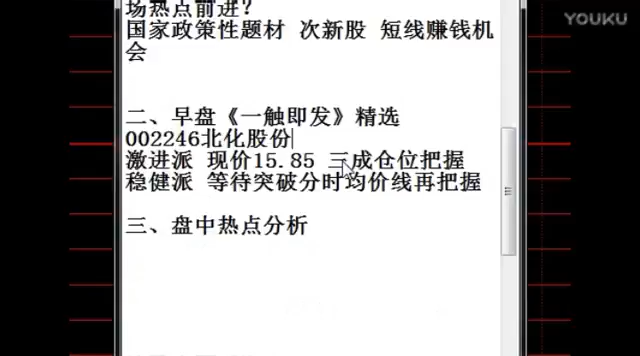 场热点前进?
YOUKU
国家政策性题材 次新股 短线赚钱机
会
二、早盘《一触即发》精选
002246北化股份
激进派 现价15.85 三成仓位把握
稳健派 等待突破分时均价线再把握
三、盘中热点分析